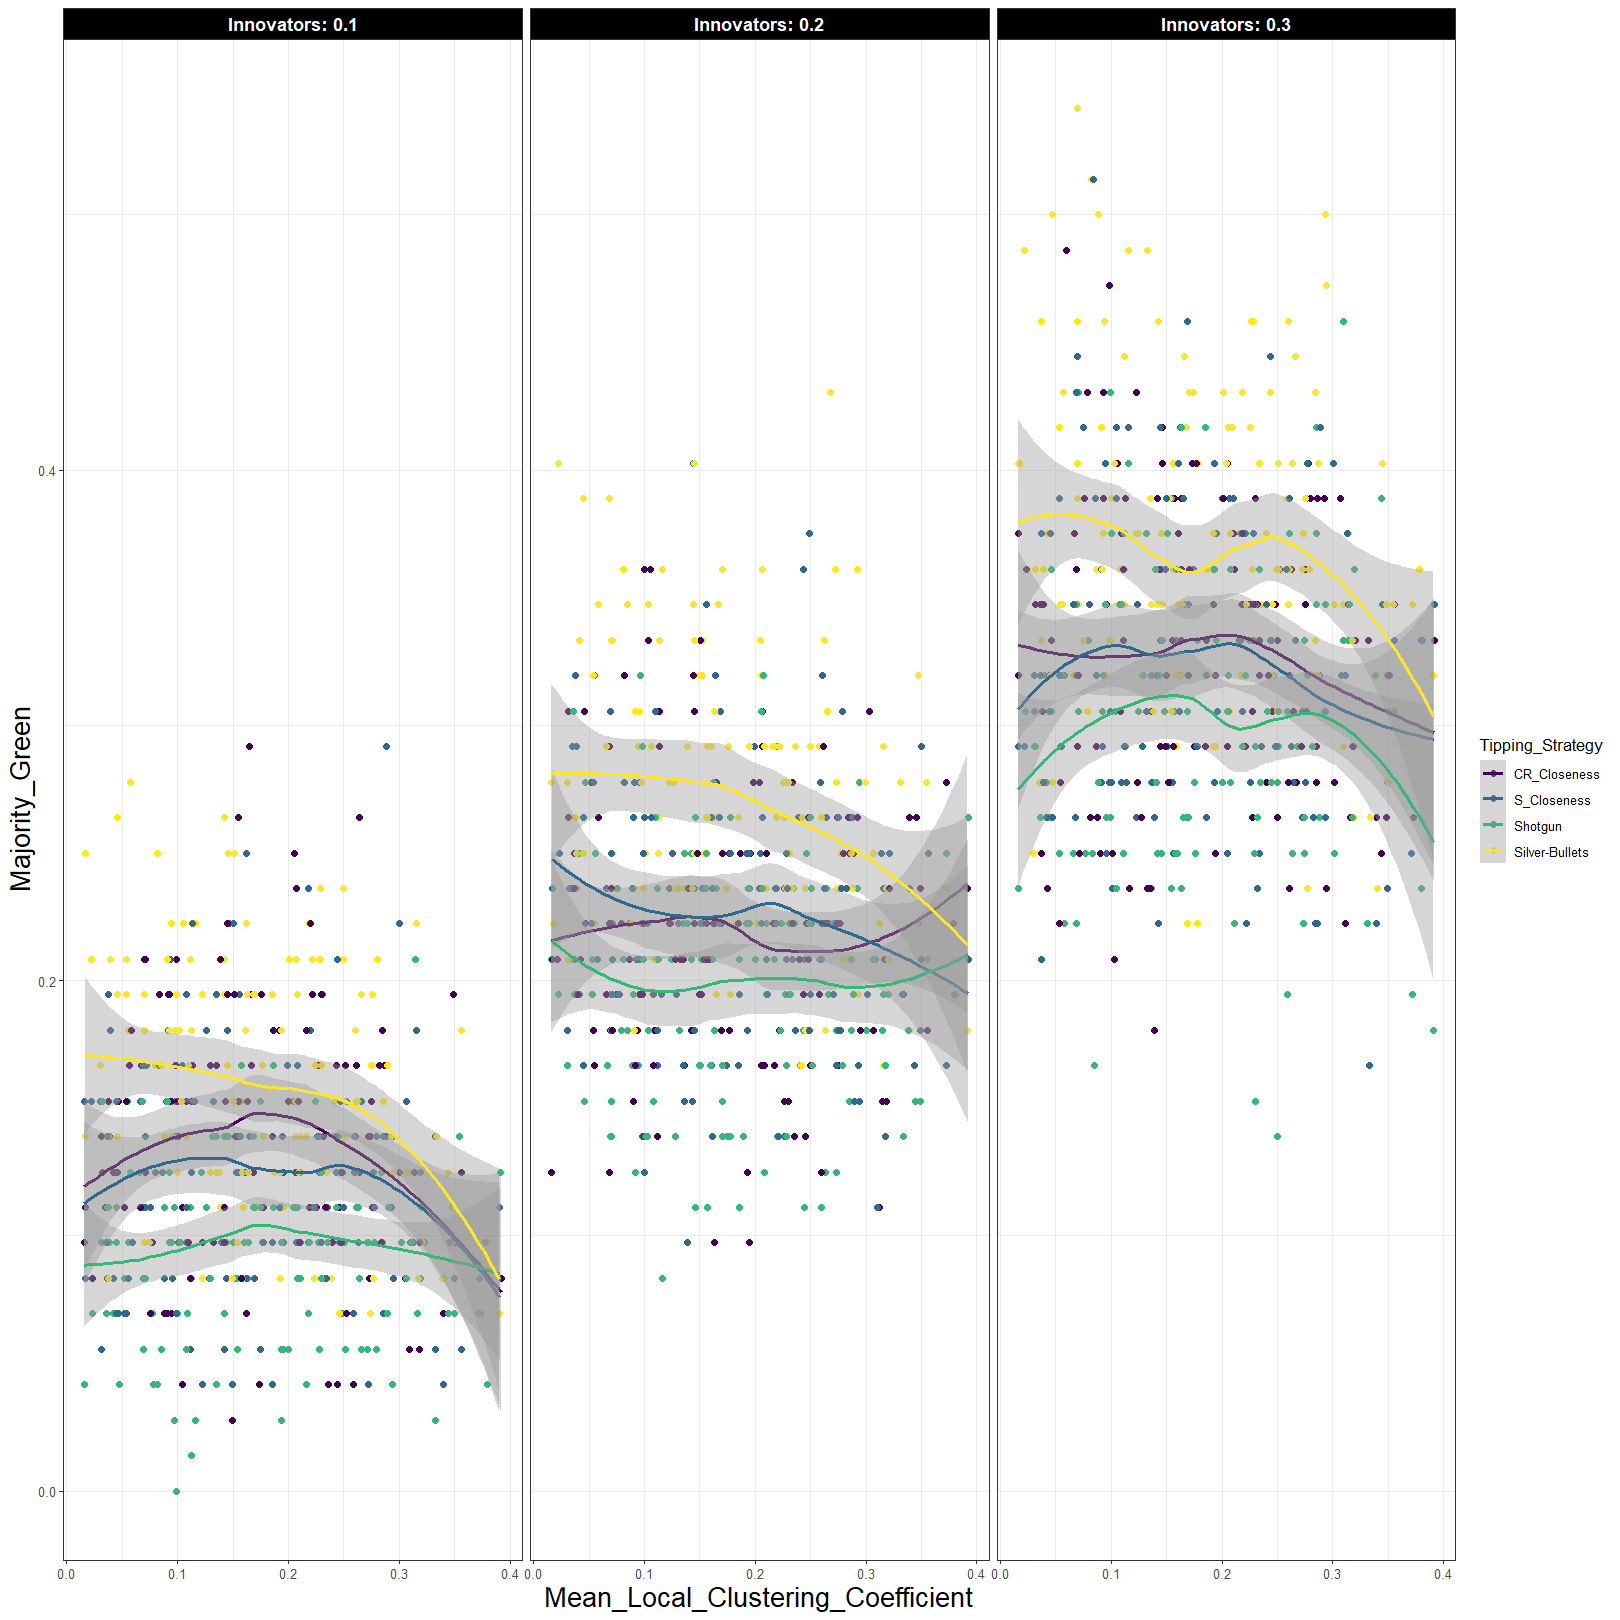 Innovators: 0.1
Innovators: 0.2
Innovators: 0.3
Majority_Green
0.4
0.2
0.0
0.0 0.1 0.2 0.3 0.4
0.0 0.1 0.2 0.3 0.4
0.0 0.1 0.2 0.3 0.4
Mean_Local_Clustering_Coefficient
Tipping_Strategy
CR_Closeness
S_Closeness
Shotgun
Silver-Bullets